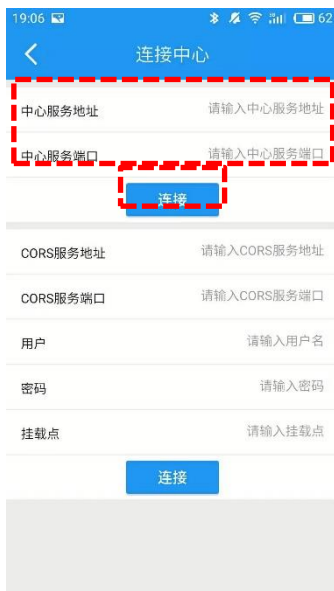 19:06 62
连接中心
中心服务地址 请输入中心服务地址
中心服务端口 请输入中心服务端口
连接
CORS服务地址 请输入CORS服务地址
CORS服务端口 请输入CORS服务端口
用户 请输入用户名
密码 请输入密码
挂载点 请输入挂载点
连接